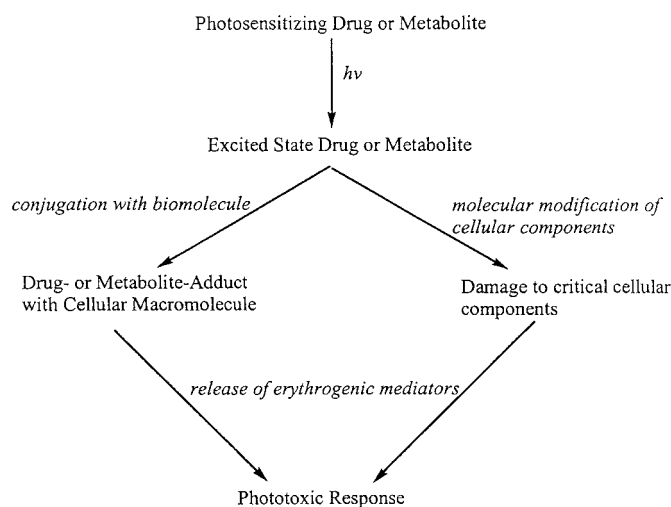 Photosensitizing Drug or Metabolite
hν
Excited State Drug or Metabolite
conjugation with biomolecule
molecular modification of
cellular components
Drug- or Metabolite-Adduct
with Cellular Macromolecule
Damage to critical cellular
components
release of erythrogenic mediators
Phototoxic Response